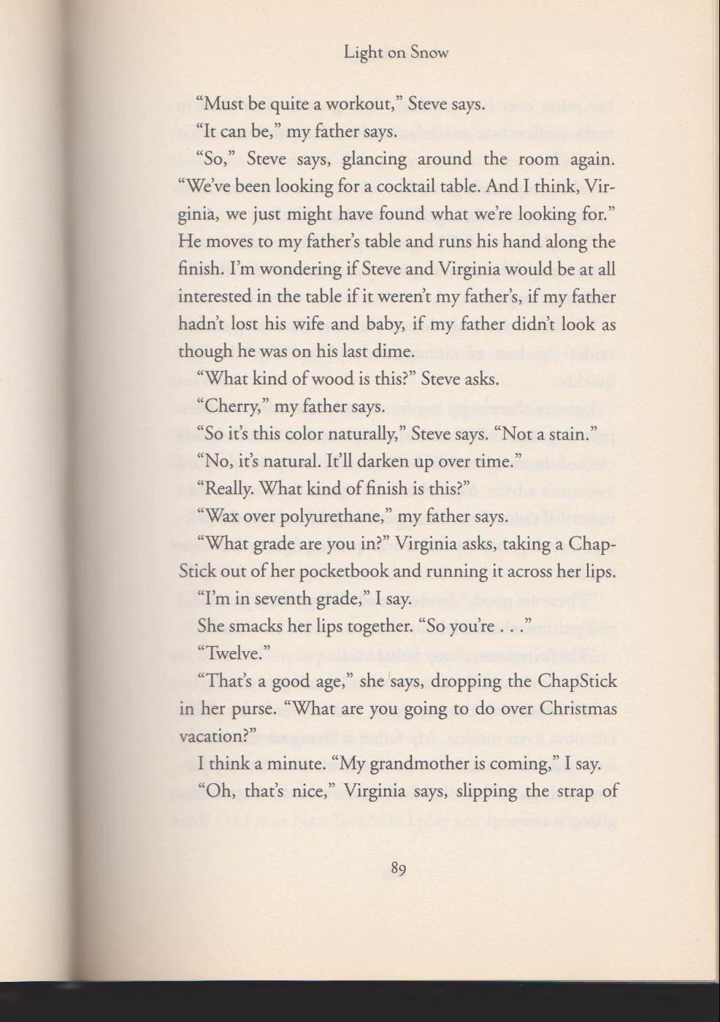 Light on Snow
“Must be quite a workout,” Steve says.
“It can be,” my father says.
“So,” Steve says, glancing around the room again.
“We’ve been looking for a cocktail table. And I think, Vir-
ginia, we just might have found what we’re looking for.”
He moves to my father’s table and runs his hand along the
finish. I’m wondering if Steve and Virginia would be at all
interested in the table if it weren’t my father’s, if my father
hadn’t lost his wife and baby, if my father didn’t look as
though he was on his last dime.
“What kind of wood is this?” Steve asks.
“Cherry,” my father says.
“So it’s this color naturally,” Steve says. “Not a stain.”
“No, it’s natural. It’ll darken up over time.”
“Really. What kind of finish is this?”
“Wax over polyurethane,” my father says.
“What grade are you in?” Virginia asks, taking a Chap-
Stick out of her pocketbook and running it across her lips.
“I’m in seventh grade,” I say.
She smacks her lips together. “So you’re . . .”
“Twelve.”
“That’s a good age,” she says, dropping the ChapStick
in her purse. “What are you going to do over Christmas
vacation?”
I think a minute. “My grandmother is coming,” I say.
“Oh, that’s nice,” Virginia says, slipping the strap of
89